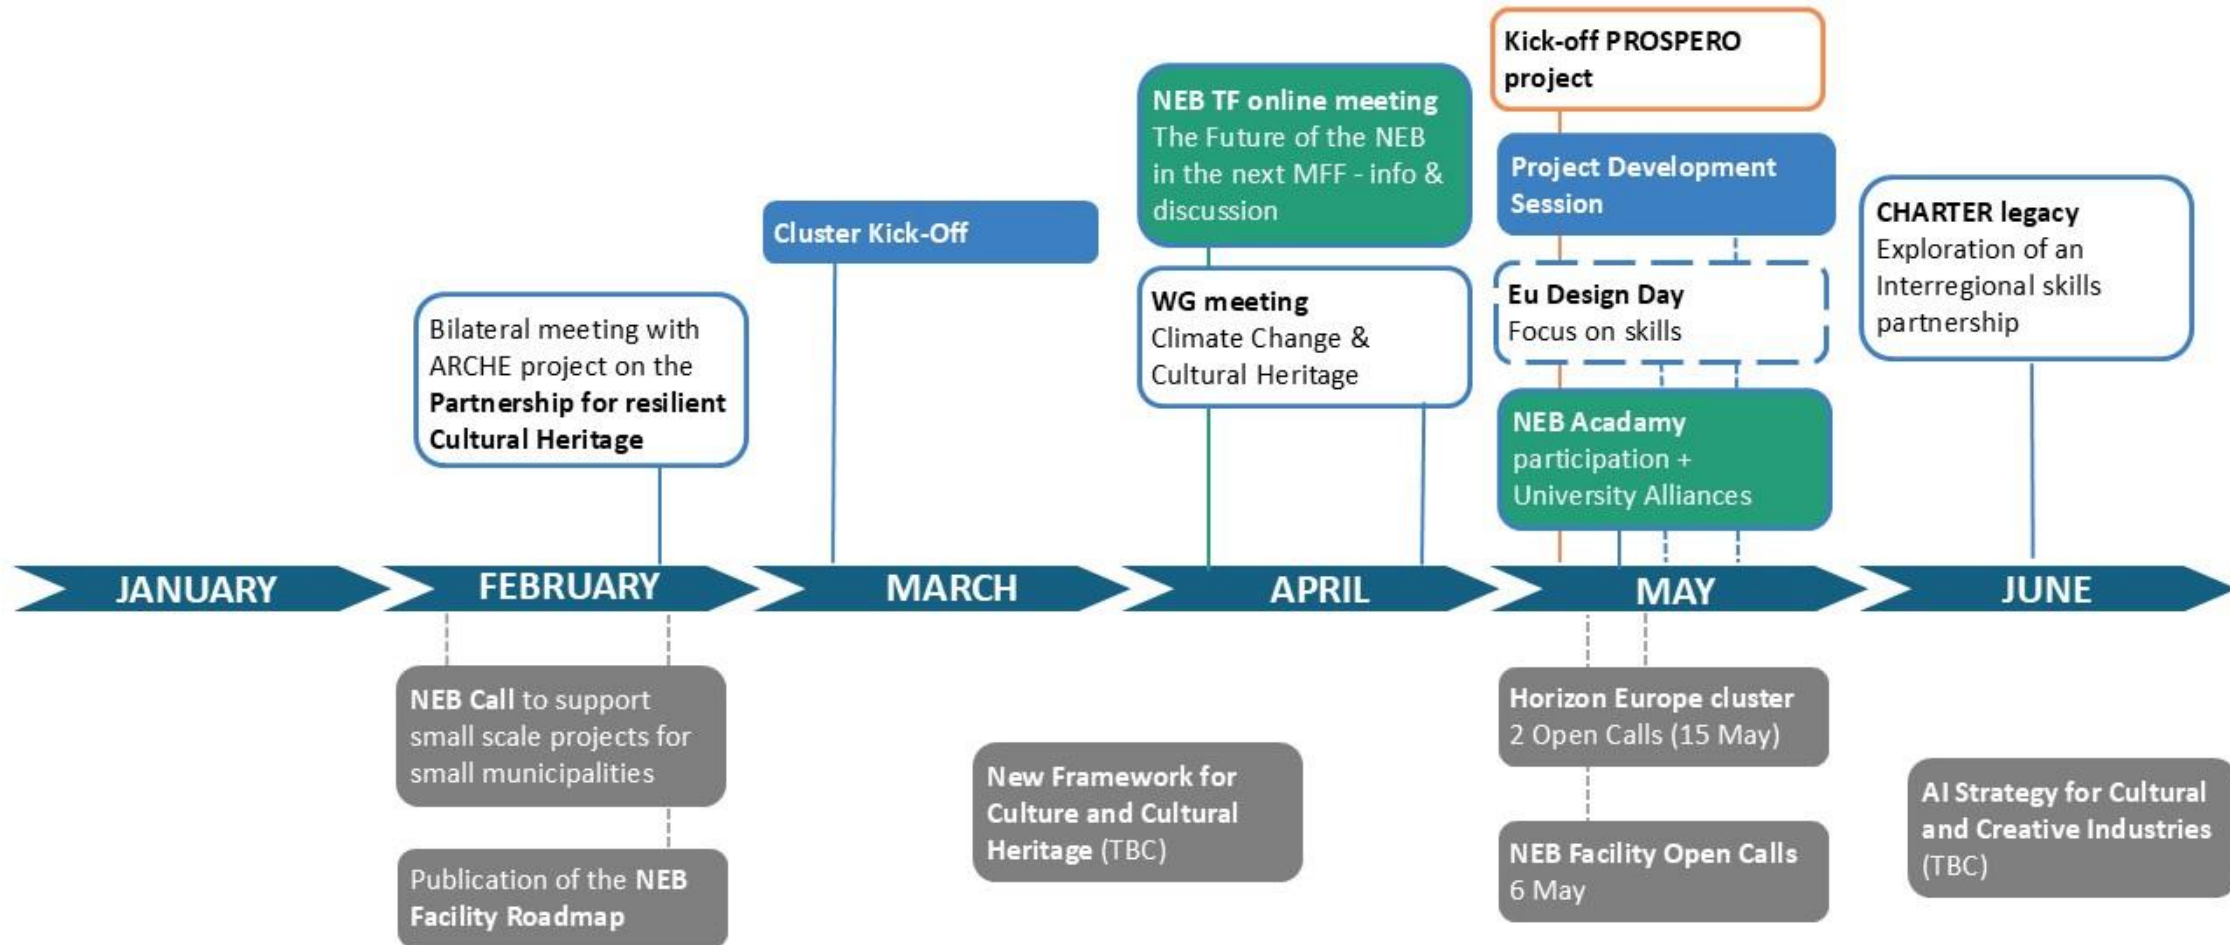 Kick-off PROSPERO
project
NEB TF online meeting
The Future of the NEB
in the next MFF - info &
discussion
Project Development
Session
CHARTER legacy
Exploration of an
Interregional skills
partnership
Cluster Kick-Off
WG meeting
Climate Change &
Cultural Heritage
Eu Design Day
Focus on skills
Bilateral meeting with
ARCHE project on the
Partnership for resilient
Cultural Heritage
NEB Acadamy
participation +
University Alliances
JANUARY
FEBRUARY
MARCH
APRIL
MAY
JUNE
NEB Call to support
small scale projects for
small municipalities
Publication of the NEB
Facility Roadmap
New Framework for
Culture and Cultural
Heritage (TBC)
Horizon Europe cluster
2 Open Calls (15 May)
NEB Facility Open Calls
6 May
AI Strategy for Cultural
and Creative Industries
(TBC)